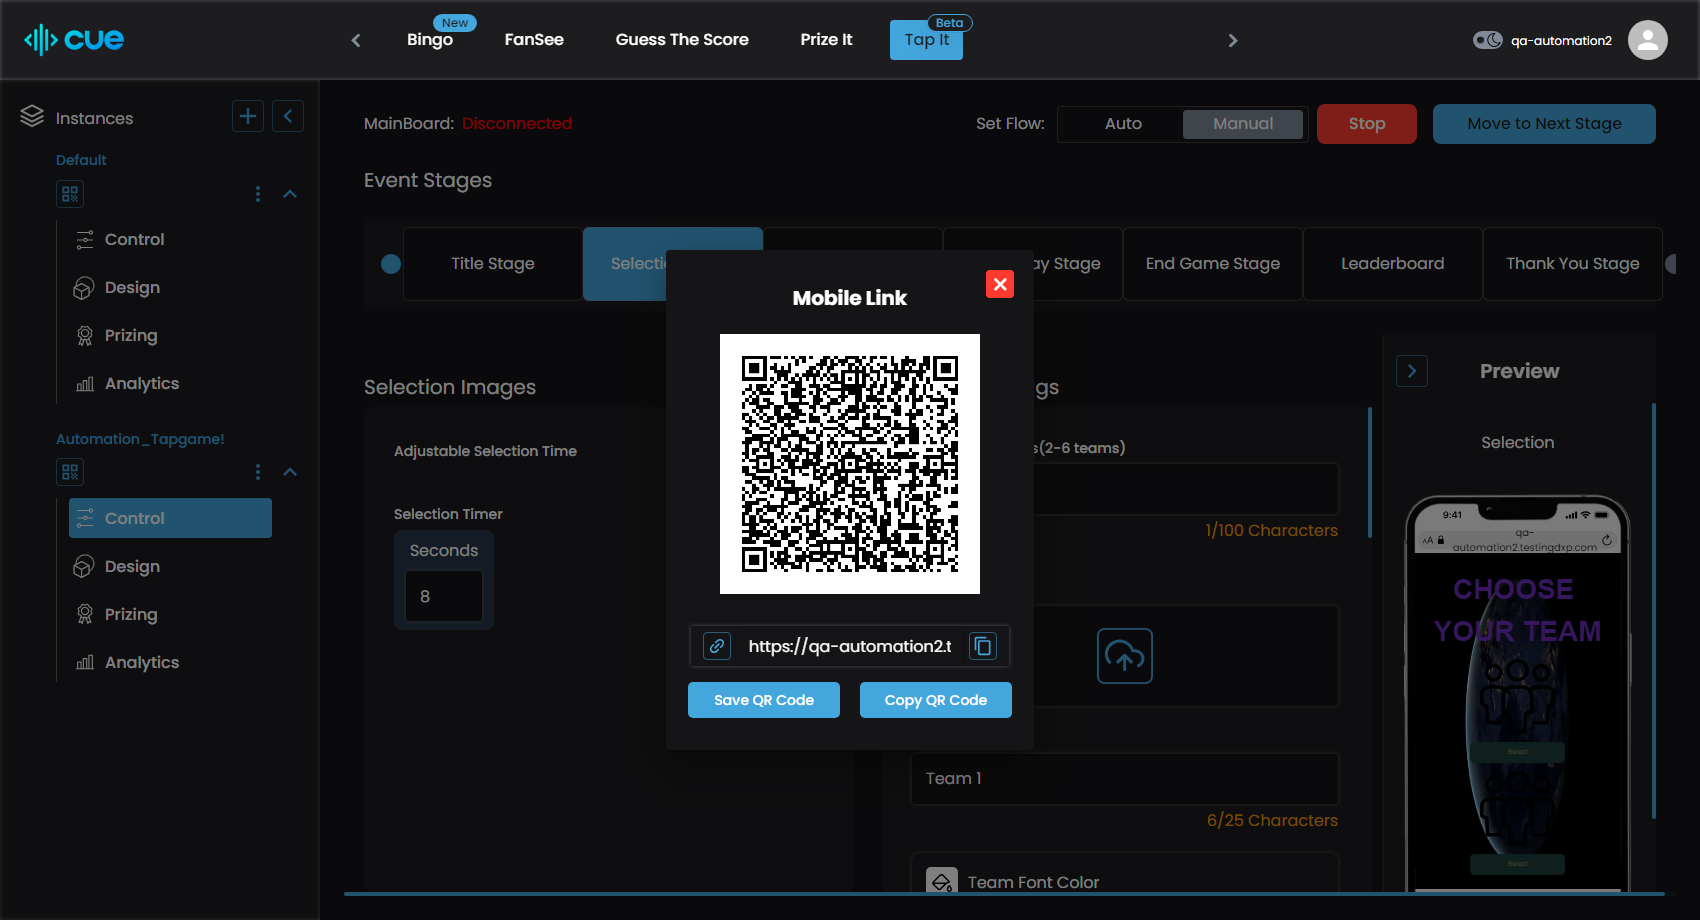 cue
New
Bingo
FanSee
Guess The Score
Prize It
Beta
Tap It
qa-automation2
Instances
Default
Control
Design
Prizing
Analytics
Automation_Tapgame!
Control
Design
Prizing
Analytics
MainBoard: Disconnected
Set Flow:
Auto
Manual
Stop
Move to Next Stage
Event Stages
Title Stage
Selecti
ay Stage
End Game Stage
Leaderboard
Thank You Stage
Selection Images
Adjustable Selection Time
Selection Timer
Seconds
8
Mobile Link
https://qa-automation2.t
Save QR Code
Copy QR Code
gs
s(2-6 teams)
1/100 Characters
Team 1
6/25 Characters
Team Font Color
Preview
Selection
9:41
AA
qa-
automation2.testingdxp.com
CHOOSE
YOUR TEAM
Select
Select